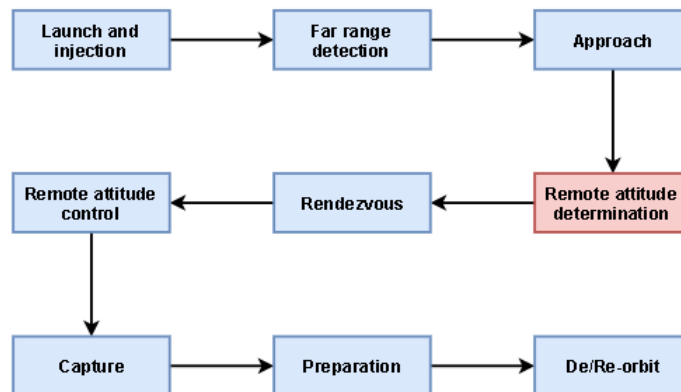 Launch and
injection
Far range
detection
Approach
Remote attitude
determination
Rendezvous
Remote attitude
control
Capture
Preparation
De/Re-orbit